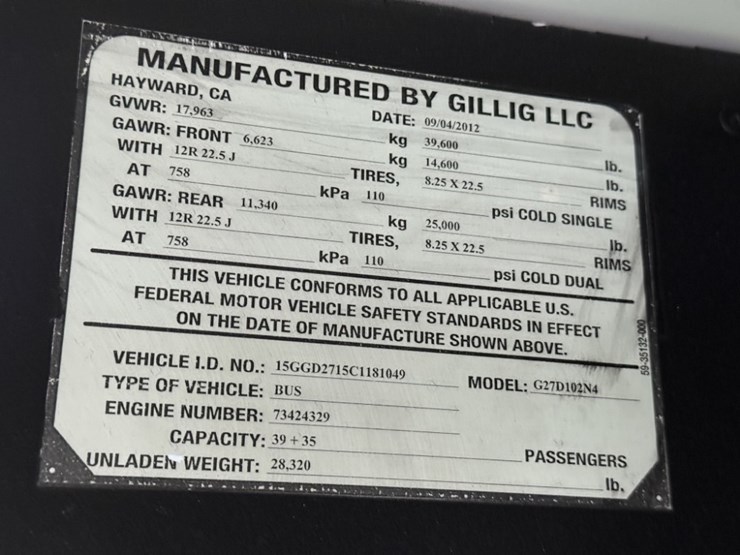 MANUFACTURED BY GILLIG LLC
HAYWARD, CA DATE: 09/04/2012
GVWR: 17,963 kg 39,600 lb.
GAWR: FRONT 6,623 kg 14,600 lb.
WITH 12R 22.5 J TIRES, 8.25 X 22.5 RIMS
AT 758 kPa 110 psi COLD SINGLE
GAWR: REAR 11,340 kg 25,000 lb.
WITH 12R 22.5 J TIRES, 8.25 X 22.5 RIMS
AT 758 kPa 110 psi COLD DUAL
THIS VEHICLE CONFORMS TO ALL APPLICABLE U.S.
FEDERAL MOTOR VEHICLE SAFETY STANDARDS IN EFFECT
ON THE DATE OF MANUFACTURE SHOWN ABOVE.
59-35132-000
VEHICLE I.D. NO.: 15GGD2715C1181049 MODEL: G27D102N4
TYPE OF VEHICLE: BUS
ENGINE NUMBER: 73424329
CAPACITY: 39 + 35 PASSENGERS
UNLADEN WEIGHT: 28,320 lb.